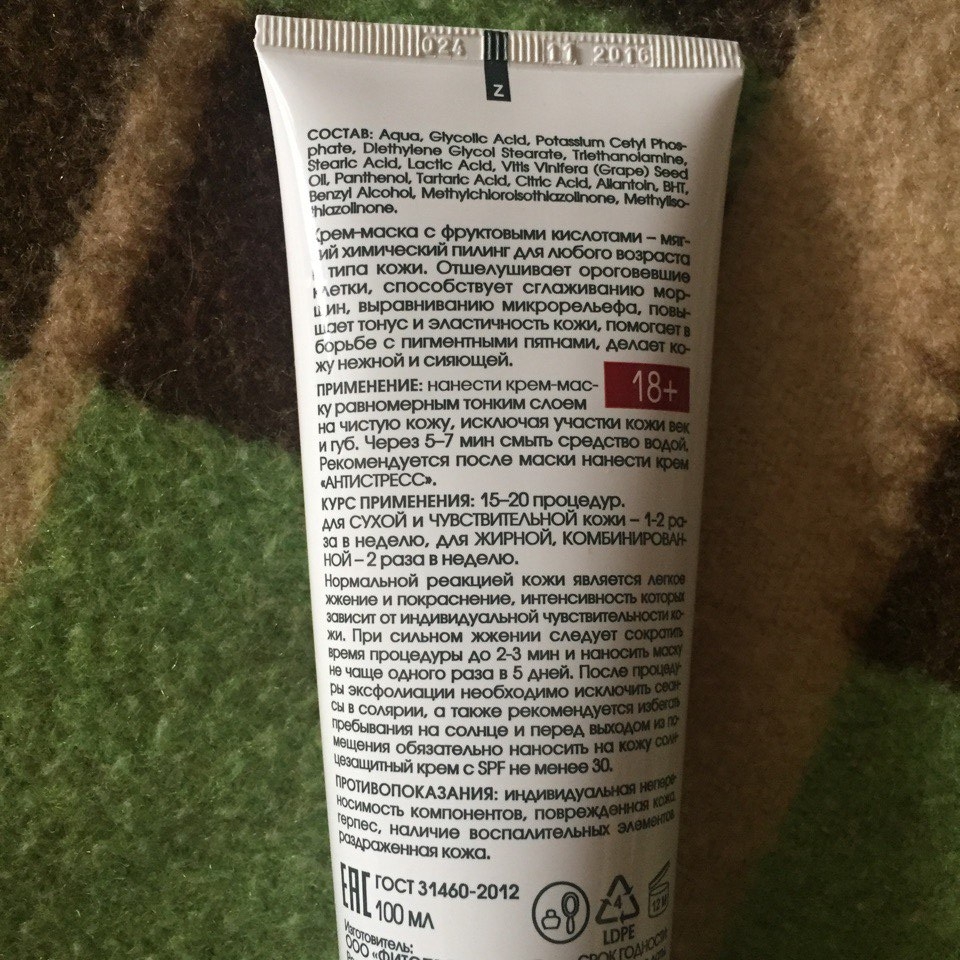 024 11 2016
Z
СОСТАВ: Aqua, Glycolic Acid, Potassium Cetyl Phos-
phate, Diethylene Glycol Stearate, Triethanolamine,
Stearic Acid, Lactic Acid, Vitis Vinifera (Grape) Seed
Oil, Panthenol, Tartaric Acid, Citric Acid, Allantoin, BHT,
Benzyl Alcohol, Methylchloroisothiazolinone, Methyliso-
thiazolinone.
Крем-маска с фруктовыми кислотами – мяг-
кий химический пилинг для любого возраста
и типа кожи. Отшелушивает ороговевшие
клетки, способствует сглаживанию мор-
щин, выравниванию микрорельефа, повы-
шает тонус и эластичность кожи, помогает в
борьбе с пигментными пятнами, делает ко-
жу нежной и сияющей.
18+
ПРИМЕНЕНИЕ: нанести крем-мас-
ку равномерным тонким слоем
на чистую кожу, исключая участки кожи век
и губ. Через 5–7 мин смыть средство водой.
Рекомендуется после маски нанести крем
«АНТИСТРЕСС».
КУРС ПРИМЕНЕНИЯ: 15–20 процедур.
для СУХОЙ и ЧУВСТВИТЕЛЬНОЙ кожи – 1-2 ра-
за в неделю, для ЖИРНОЙ, КОМБИНИРОВАН-
НОЙ – 2 раза в неделю.
Нормальной реакцией кожи является легкое
жжение и покраснение, интенсивность которых
зависит от индивидуальной чувствительности ко-
жи. При сильном жжении следует сократить
время процедуры до 2-3 мин и наносить маску
не чаще одного раза в 5 дней. После процеду-
ры эксфолиации необходимо исключить сеан-
сы в солярии, а также рекомендуется избегать
пребывания на солнце и перед выходом из по-
мещения обязательно наносить на кожу солн-
цезащитный крем с SPF не менее 30.
ПРОТИВОПОКАЗАНИЯ: индивидуальная непере-
носимость компонентов, поврежденная кожа,
герпес, наличие воспалительных элементов,
раздраженная кожа.
EAC ГОСТ 31460-2012
100 МЛ
4
LDPE
12 М
Изготовитель:
ООО
СРОК ГОДНОСТИ